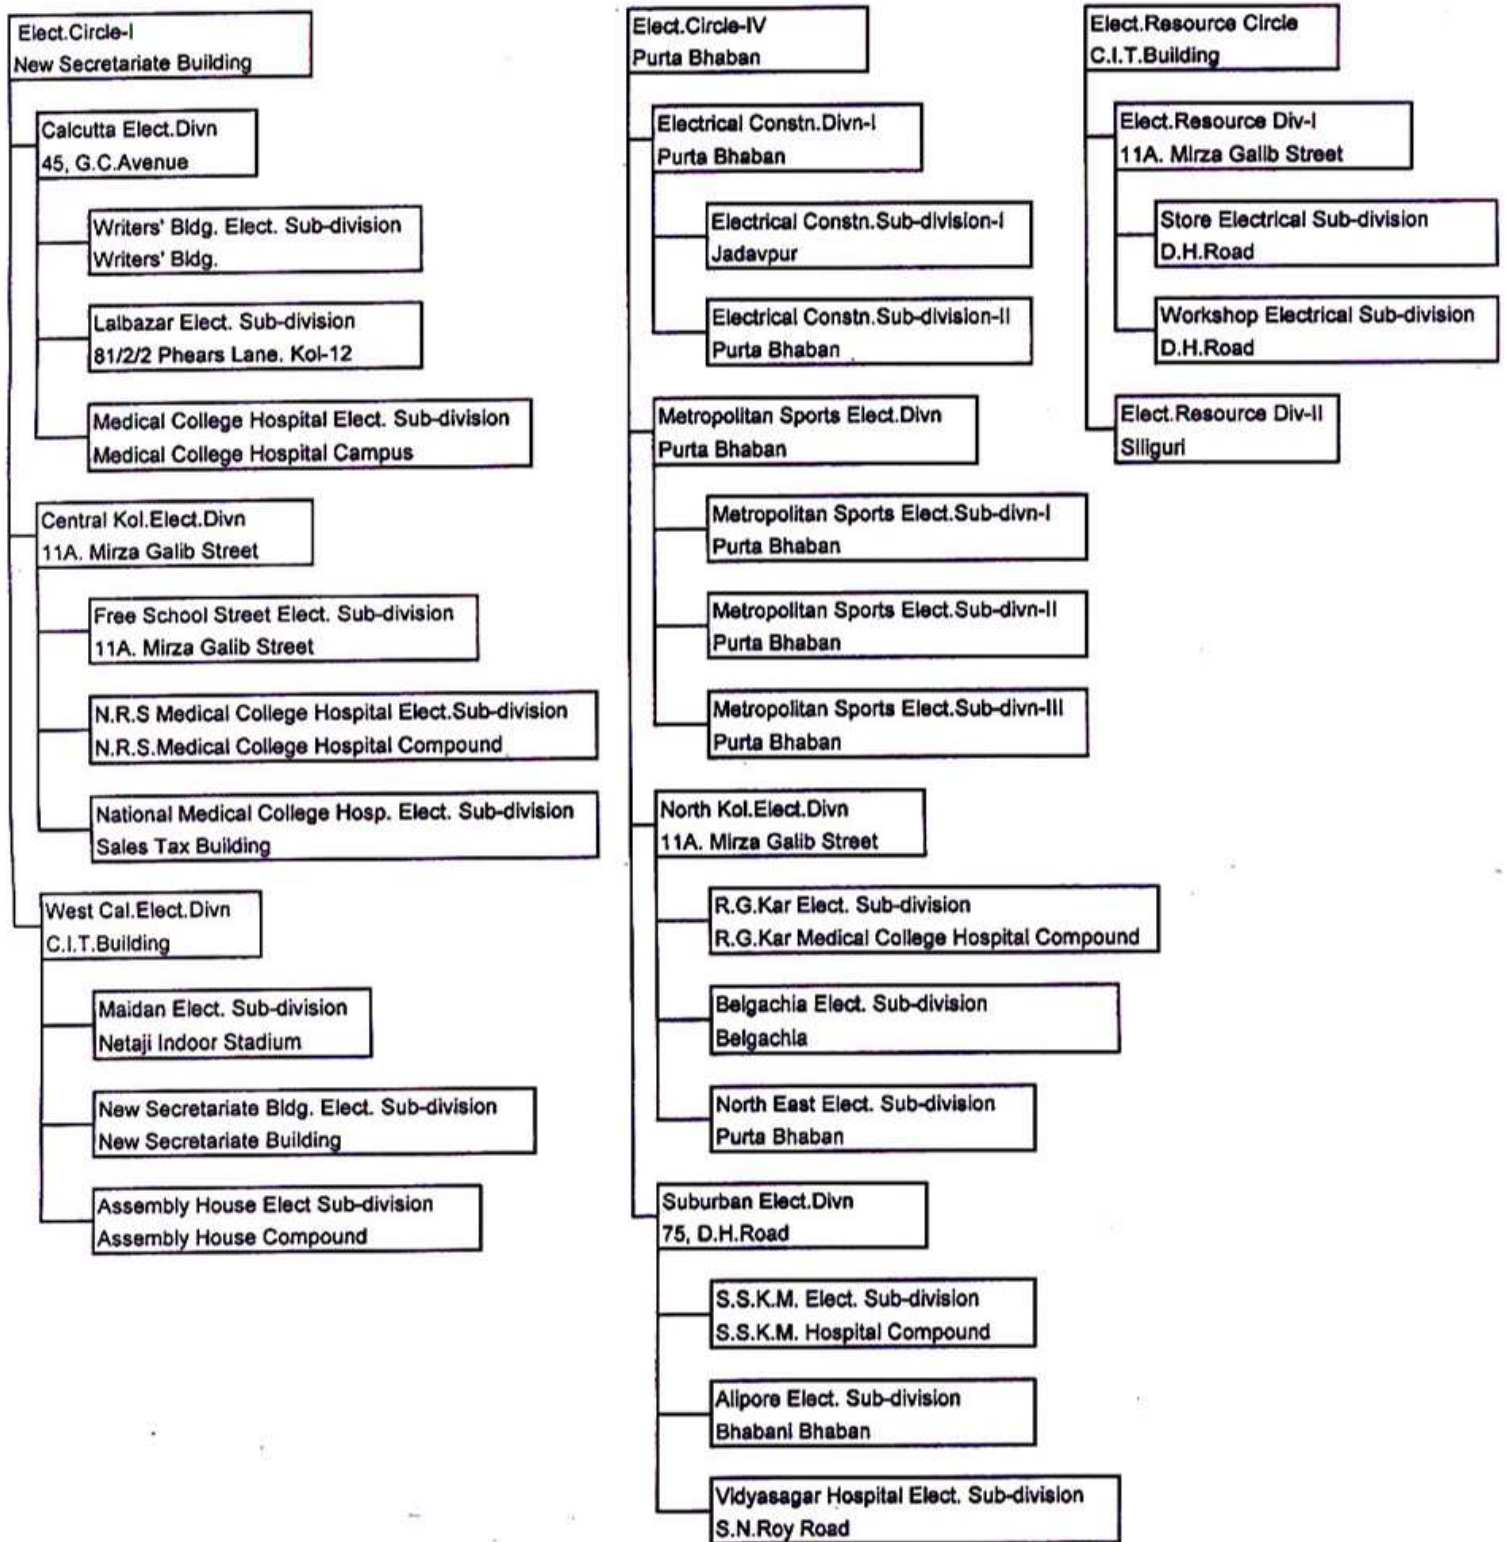 Elect.Circle-I
New Secretariate Building
Calcutta Elect.Divn
45, G.C.Avenue
Writers' Bldg. Elect. Sub-division
Writers' Bldg.
Lalbazar Elect. Sub-division
81/2/2 Phears Lane. Kol-12
Medical College Hospital Elect. Sub-division
Medical College Hospital Campus
Central Kol.Elect.Divn
11A. Mirza Galib Street
Free School Street Elect. Sub-division
11A. Mirza Galib Street
N.R.S Medical College Hospital Elect.Sub-division
N.R.S.Medical College Hospital Compound
National Medical College Hosp. Elect. Sub-division
Sales Tax Building
West Cal.Elect.Divn
C.I.T.Building
Maidan Elect. Sub-division
Netaji Indoor Stadium
New Secretariate Bldg. Elect. Sub-division
New Secretariate Building
Assembly House Elect Sub-division
Assembly House Compound
Elect.Circle-IV
Purta Bhaban
Electrical Constn.Divn-I
Purta Bhaban
Electrical Constn.Sub-division-I
Jadavpur
Electrical Constn.Sub-division-II
Purta Bhaban
Metropolitan Sports Elect.Divn
Purta Bhaban
Metropolitan Sports Elect.Sub-divn-I
Purta Bhaban
Metropolitan Sports Elect.Sub-divn-II
Purta Bhaban
Metropolitan Sports Elect.Sub-divn-III
Purta Bhaban
North Kol.Elect.Divn
11A. Mirza Galib Street
R.G.Kar Elect. Sub-division
R.G.Kar Medical College Hospital Compound
Belgachia Elect. Sub-division
Belgachia
North East Elect. Sub-division
Purta Bhaban
Suburban Elect.Divn
75, D.H.Road
S.S.K.M. Elect. Sub-division
S.S.K.M. Hospital Compound
Alipore Elect. Sub-division
Bhabani Bhaban
Vidyasagar Hospital Elect. Sub-division
S.N.Roy Road
Elect.Resource Circle
C.I.T.Building
Elect.Resource Div-I
11A. Mirza Galib Street
Store Electrical Sub-division
D.H.Road
Workshop Electrical Sub-division
D.H.Road
Elect.Resource Div-II
Siliguri